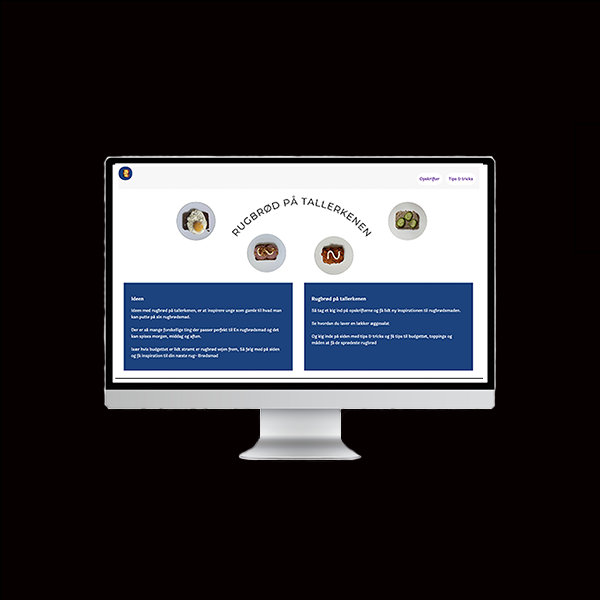 Opskrifter Tips & tricks
RUGBRØD PÅ TALLERKENEN
Ideen
Ideen med rugbrød på tallerkenen, er at inspirere unge som gamle til hvad man
kan putte på ein rugbrødsmad.
Der er så mange forskellige ting der passer perfekt til En rugbrødsmad og det
kan spises morgen, middag og aften.
Især hvis budgettet er lidt stramt er rugbrød vejen frem, Så følg med på siden
og få inspiration til din næste rug- Brødsmad
Rugbrød på tallerkenen
Så tag et kig ind på opskrifterne og få lidt ny inspirationen til rugbrødsmaden.
Se hvordan du laver en lækker æggesalat
Og kig inde på siden med tips & tricks og få tips til budgettet, toppings og
måden at få de sprødeste rugbrød